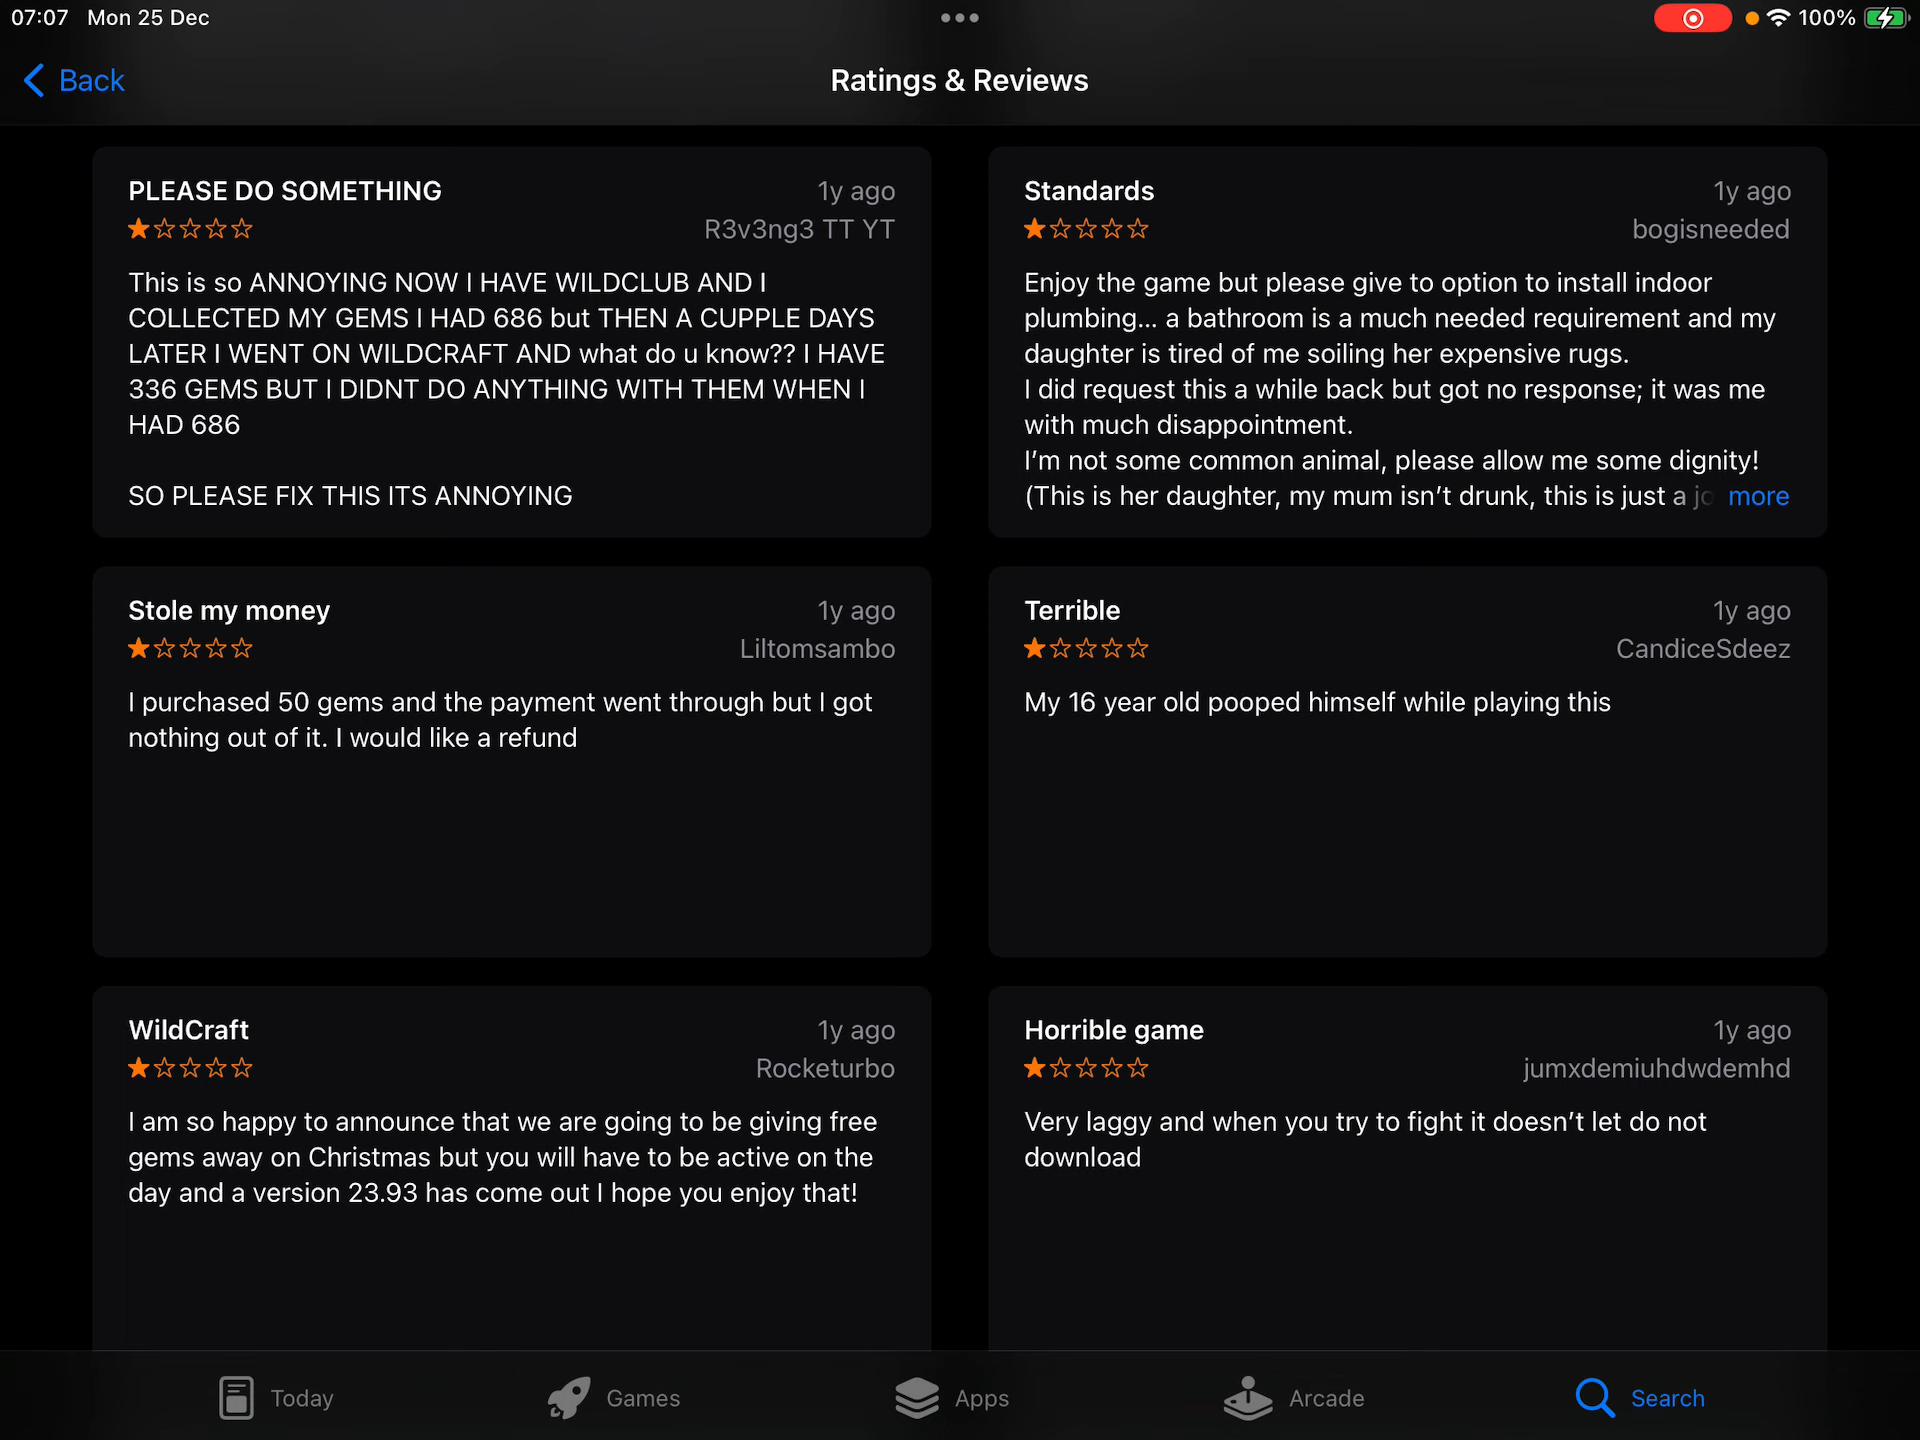 07:07 Mon 25 Dec
100%
Back
Ratings & Reviews
PLEASE DO SOMETHING
1y ago
R3v3ng3 TT YT
This is so ANNOYING NOW I HAVE WILDCLUB AND I
COLLECTED MY GEMS I HAD 686 but THEN A CUPPLE DAYS
LATER I WENT ON WILDCRAFT AND what do u know?? I HAVE
336 GEMS BUT I DIDNT DO ANYTHING WITH THEM WHEN I
HAD 686
SO PLEASE FIX THIS ITS ANNOYING
Standards
1y ago
bogisneeded
Enjoy the game but please give to option to install indoor
plumbing... a bathroom is a much needed requirement and my
daughter is tired of me soiling her expensive rugs.
I did request this a while back but got no response; it was me
with much disappointment.
I'm not some common animal, please allow me some dignity!
(This is her daughter, my mum isn't drunk, this is just a more
Stole my money
1y ago
Liltomsambo
I purchased 50 gems and the payment went through but I got
nothing out of it. I would like a refund
Terrible
1y ago
CandiceSdeez
My 16 year old pooped himself while playing this
WildCraft
1y ago
Rocketurbo
I am so happy to announce that we are going to be giving free
gems away on Christmas but you will have to be active on the
day and a version 23.93 has come out I hope you enjoy that!
Horrible game
1y ago
jumxdemiuhdwdemhd
Very laggy and when you try to fight it doesn't let do not
download
Today
Games
Apps
Arcade
Search